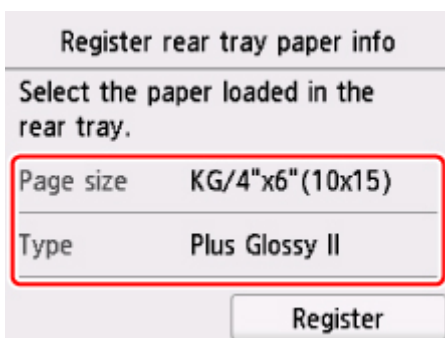 Register rear tray paper info
Select the paper loaded in the
rear tray.
Page size KG/4"x6"(10x15)
Type Plus Glossy II
Register